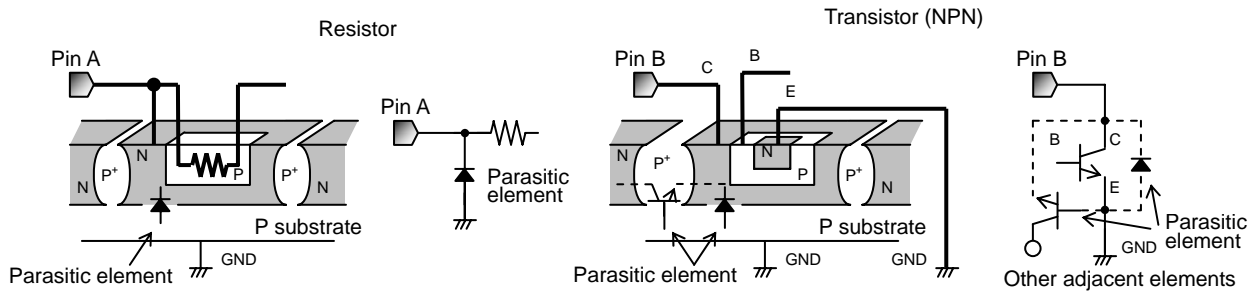 Resistor
Transistor (NPN)
Pin A
Pin B
C
B
E
Pin B
Pin A
N
P⁺
N
P
P⁺
N
Parasitic element
N
P⁺
N
N
P
P⁺
N
B
C
E
P substrate
GND
Parasitic element
P substrate
GND
GND
Parasitic element
GND
Parasitic element
Other adjacent elements